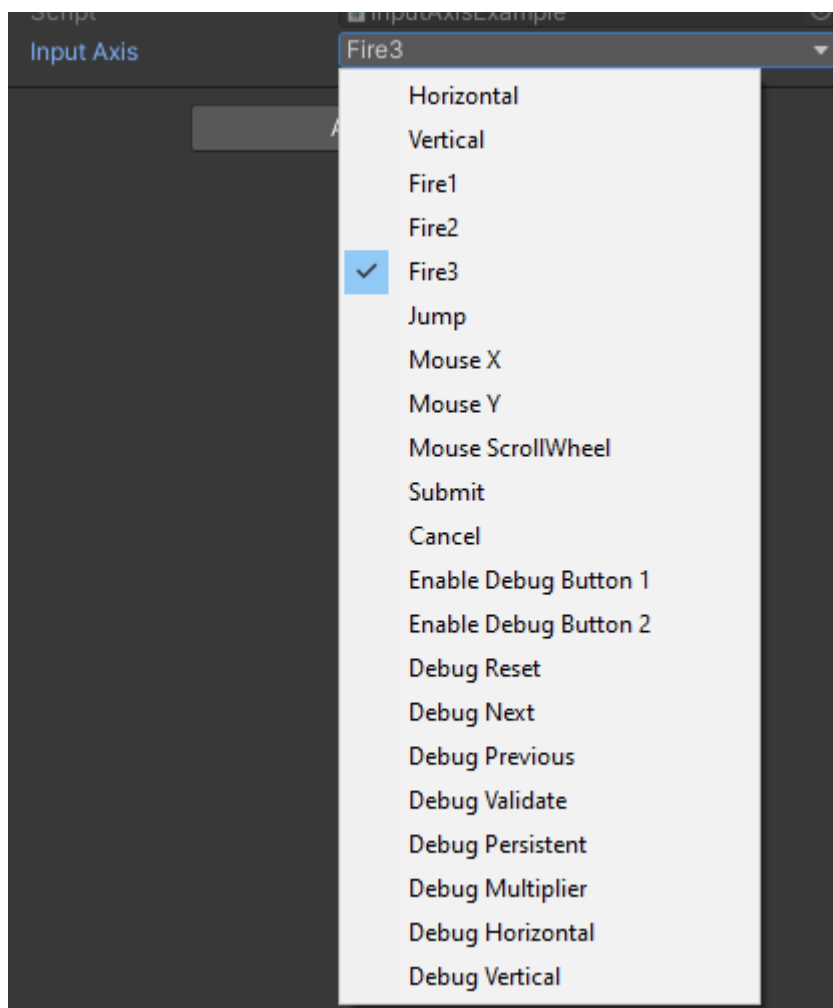 Script InputAxisExample
Input Axis Fire3
A
Horizontal
Vertical
Fire1
Fire2
Fire3
Jump
Mouse X
Mouse Y
Mouse ScrollWheel
Submit
Cancel
Enable Debug Button 1
Enable Debug Button 2
Debug Reset
Debug Next
Debug Previous
Debug Validate
Debug Persistent
Debug Multiplier
Debug Horizontal
Debug Vertical